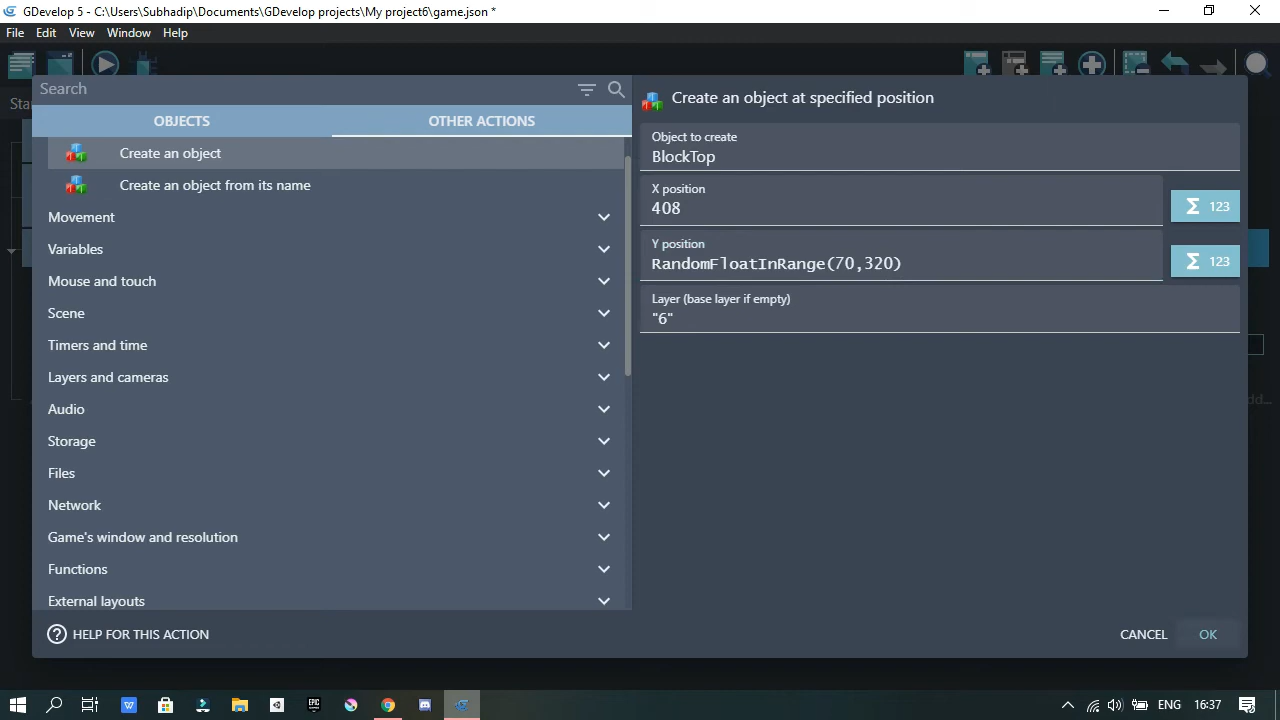 GDevelop 5 - C:\Users\Subhadip\Documents\GDevelop projects\My project6\game.json *
File Edit View Window Help
Search
OBJECTS
OTHER ACTIONS
Create an object
Create an object from its name
Movement
Variables
Mouse and touch
Scene
Timers and time
Layers and cameras
Audio
Storage
Files
Network
Game's window and resolution
Functions
External layouts
HELP FOR THIS ACTION
Create an object at specified position
Object to create
BlockTop
X position
408
Σ 123
Y position
RandomFloatInRange(70,320)
Σ 123
Layer (base layer if empty)
"6"
CANCEL
OK
ENG
16:37